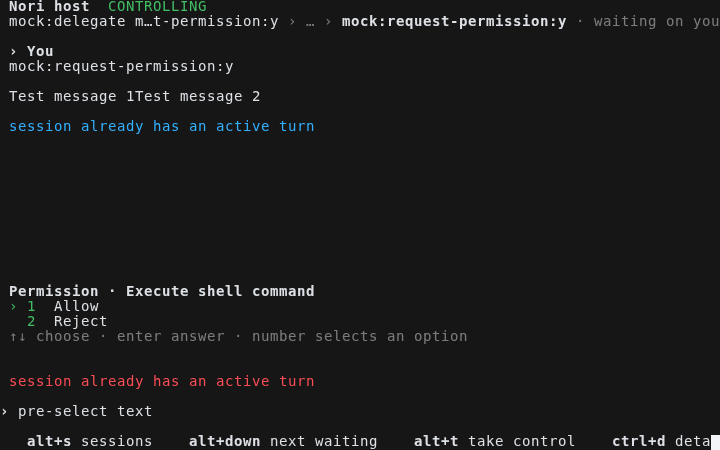 Nori host  CONTROLLING
mock:delegate m…t-permission:y › … › mock:request-permission:y · waiting on you
› You
mock:request-permission:y
Test message 1Test message 2
session already has an active turn
Permission · Execute shell command
› 1  Allow
2  Reject
↑↓ choose · enter answer · number selects an option
session already has an active turn
› pre-select text
alt+s sessions    alt+down next waiting    alt+t take control    ctrl+d deta